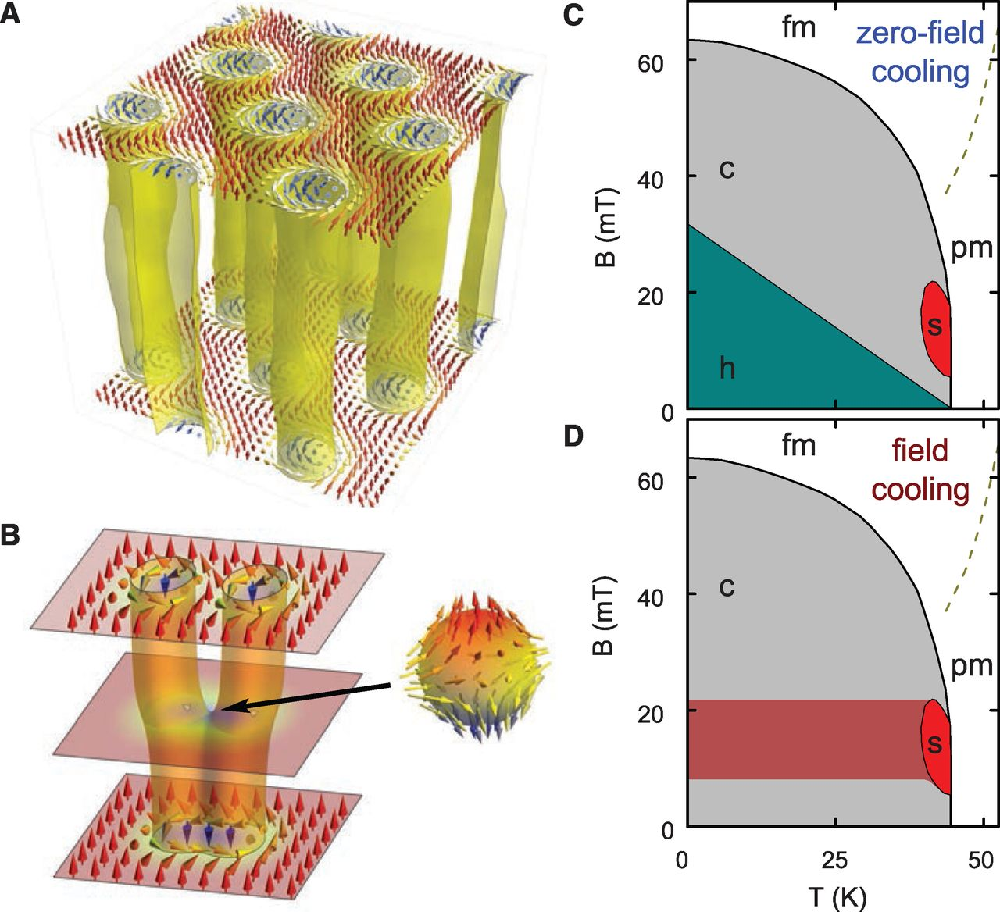 A
B
C
fm
zero-field
cooling
60
c
40
B (mT)
pm
20
s
h
0
D
fm
field
cooling
60
c
40
B (mT)
pm
20
s
0
0
25
50
T (K)